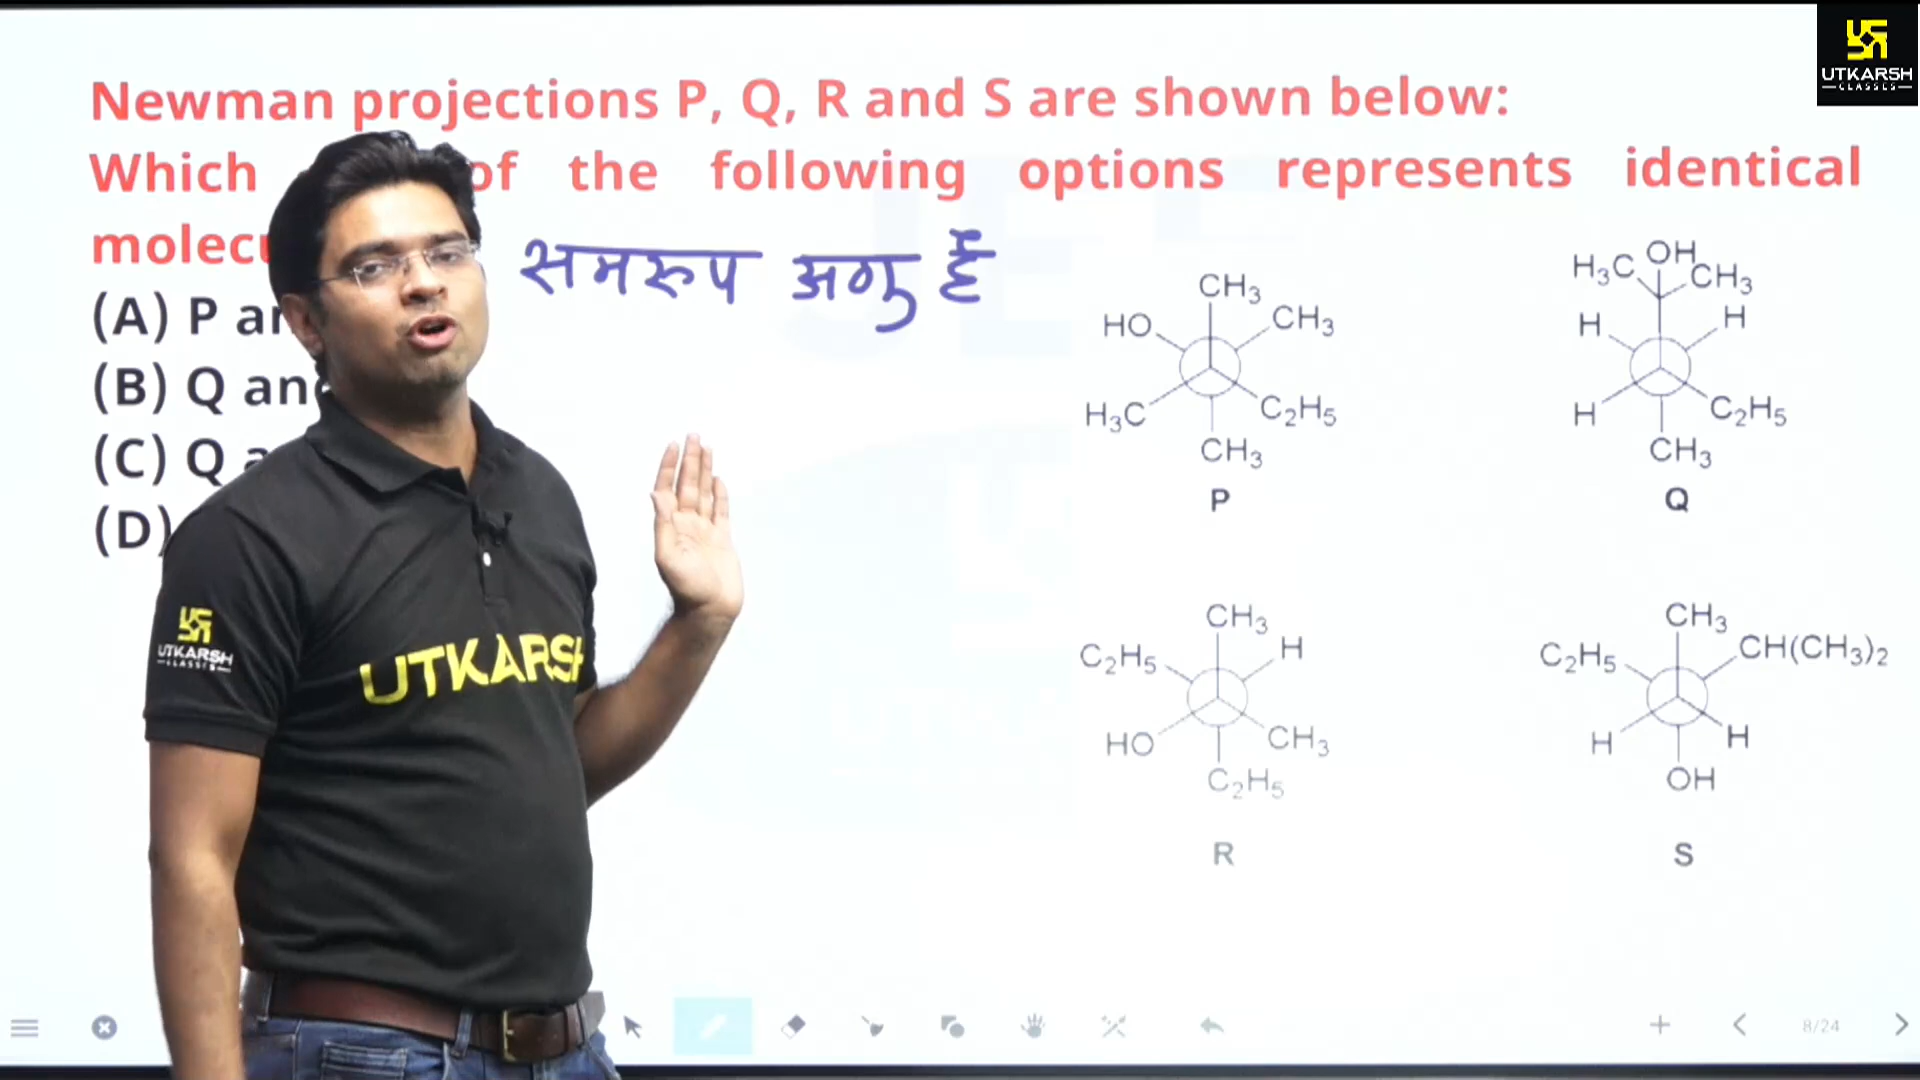 UTKARSH
CLASSES
Newman projections P, Q, R and S are shown below:
Which of the following options represents identical
समरूप अणु है
(A) P
(B) Q
(C) Q
(D)
CH3
HO CH3
H3C C2H5
CH3
P
OH
H3C CH3
H H
H C2H5
CH3
Q
CH3
C2H5 H
HO CH3
C2H5
R
CH3
C2H5 CH(CH3)2
H H
OH
S
UTKARSH
CLASSES
UTKARSH
8/24